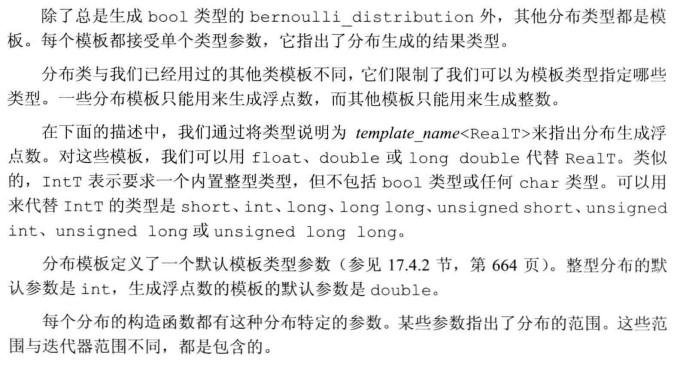 除了总是生成 bool 类型的 bernoulli_distribution 外，其他分布类型都是模
板。每个模板都接受单个类型参数，它指出了分布生成的结果类型。
分布类与我们已经用过的其他类模板不同，它们限制了我们可以为模板类型指定哪些
类型。一些分布模板只能用来生成浮点数，而其他模板只能用来生成整数。
在下面的描述中，我们通过将类型说明为 template_name<RealT>来指出分布生成浮
点数。对这些模板，我们可以用 float、double 或 long double 代替 RealT。类似
的，IntT 表示要求一个内置整型类型，但不包括 bool 类型或任何 char 类型。可以用
来代替 IntT 的类型是 short、int、long、long long、unsigned short、unsigned
int、unsigned long 或 unsigned long long。
分布模板定义了一个默认模板类型参数（参见 17.4.2 节，第 664 页）。整型分布的默
认参数是 int，生成浮点数的模板的默认参数是 double。
每个分布的构造函数都有这种分布特定的参数。某些参数指出了分布的范围。这些范
围与迭代器范围不同，都是包含的。